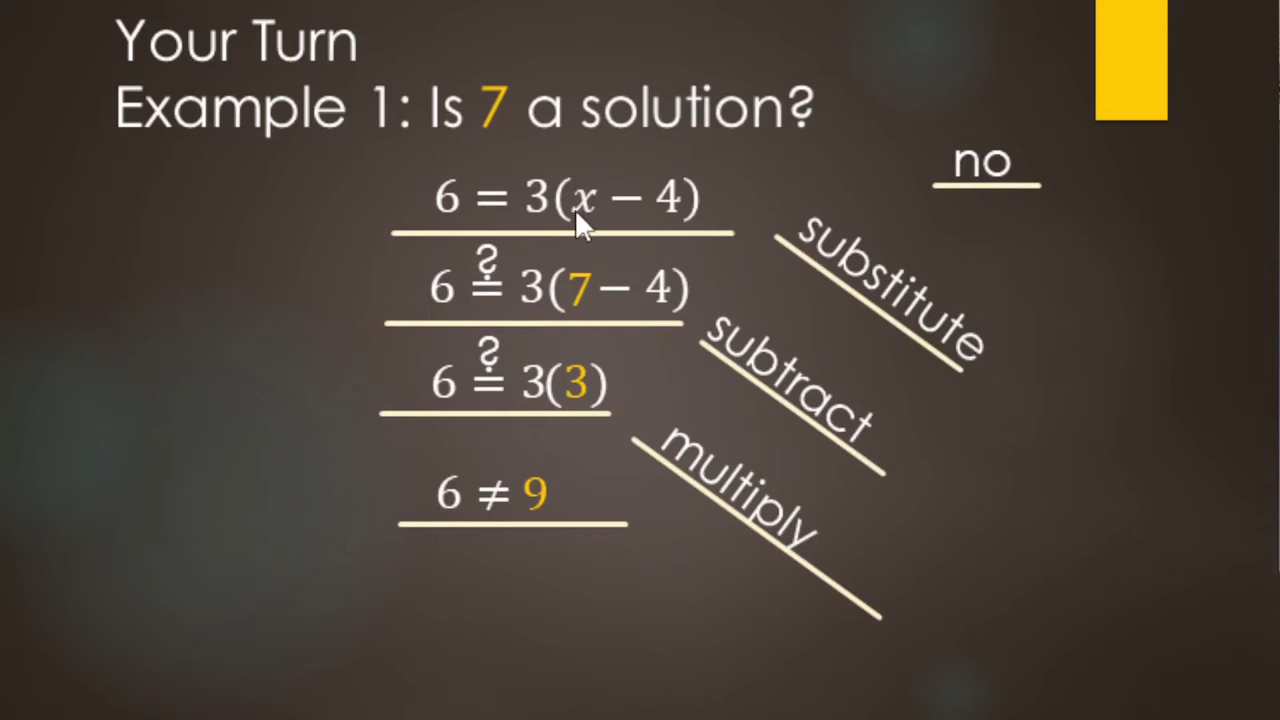 Your Turn
Example 1: Is 7 a solution?
no
6 = 3(x − 4)
substitute
6 ≟ 3(7 − 4)
subtract
6 ≟ 3(3)
multiply
6 ≠ 9